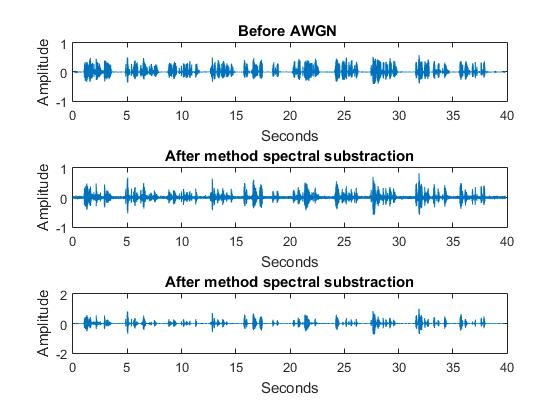 Before AWGN
Amplitude
1
0
-1
0 5 10 15 20 25 30 35 40
Seconds
After method spectral substraction
Amplitude
1
0
-1
0 5 10 15 20 25 30 35 40
Seconds
After method spectral substraction
Amplitude
2
0
-2
0 5 10 15 20 25 30 35 40
Seconds